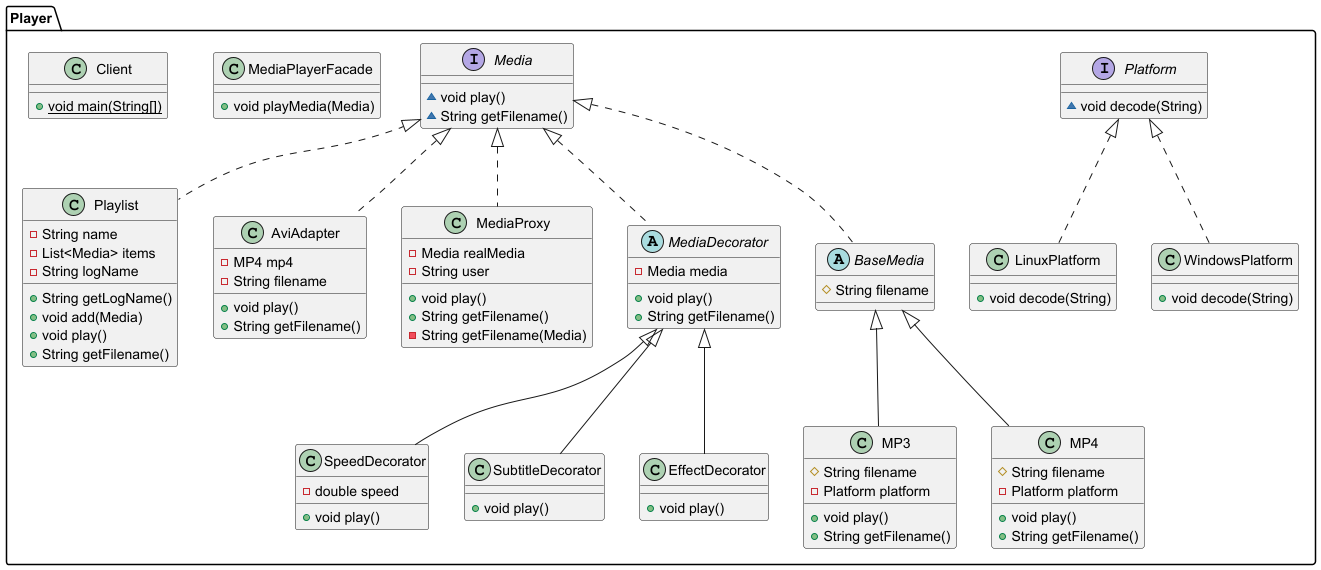 Player
C Client
void main(String[])
C MediaPlayerFacade
void playMedia(Media)
I Media
void play()
String getFilename()
I Platform
void decode(String)
C Playlist
String name
List<Media> items
String logName
String getLogName()
void add(Media)
void play()
String getFilename()
C AviAdapter
MP4 mp4
String filename
void play()
String getFilename()
C MediaProxy
Media realMedia
String user
void play()
String getFilename()
String getFilename(Media)
A MediaDecorator
Media media
void play()
String getFilename()
A BaseMedia
String filename
C LinuxPlatform
void decode(String)
C WindowsPlatform
void decode(String)
C SpeedDecorator
double speed
void play()
C SubtitleDecorator
void play()
C EffectDecorator
void play()
C MP3
String filename
Platform platform
void play()
String getFilename()
C MP4
String filename
Platform platform
void play()
String getFilename()